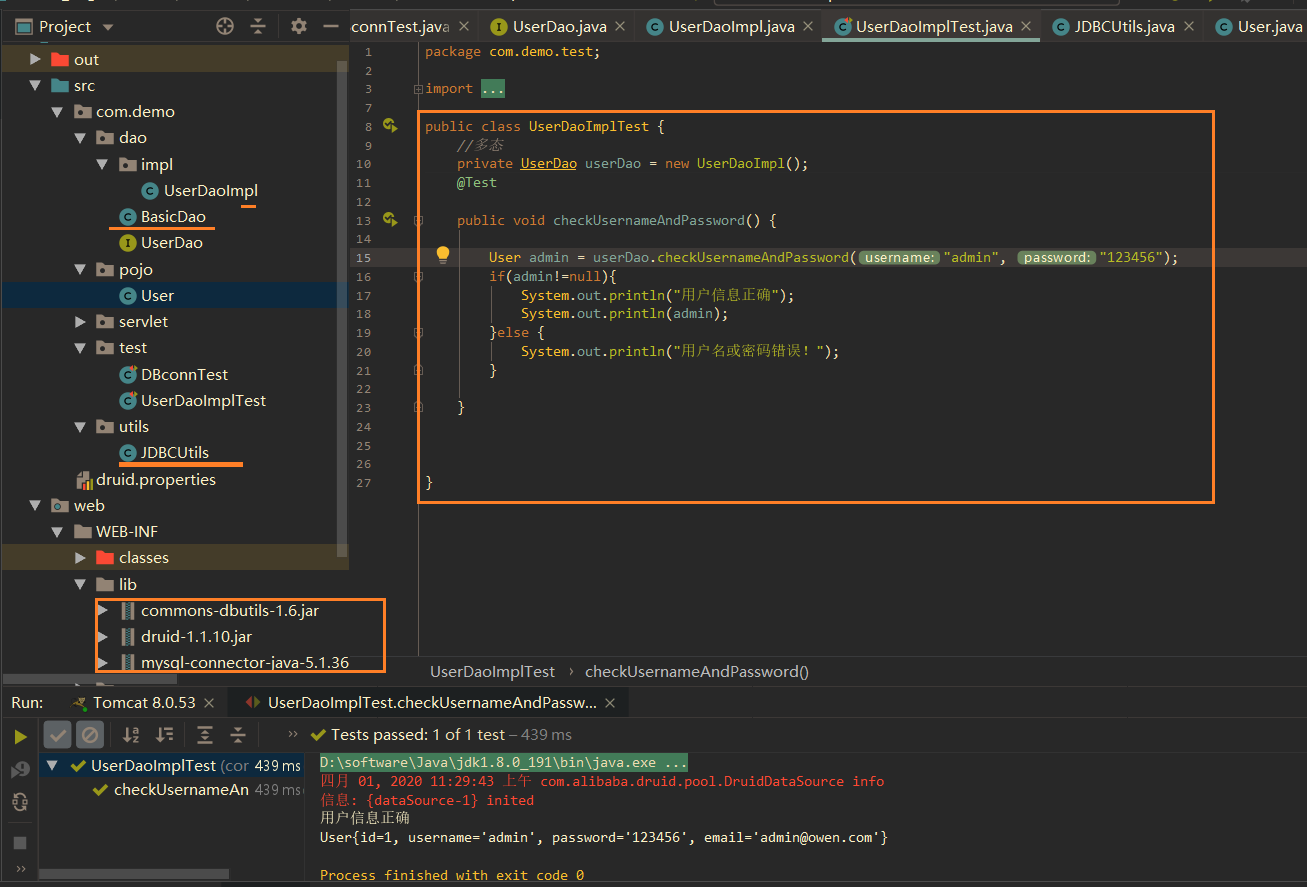 Project
connTest.java
UserDao.java
UserDaoImpl.java
UserDaoImplTest.java
JDBCUtils.java
User.java
out
src
com.demo
dao
impl
UserDaoImpl
BasicDao
UserDao
pojo
User
servlet
test
DBconnTest
UserDaoImplTest
utils
JDBCUtils
druid.properties
web
WEB-INF
classes
lib
commons-dbutils-1.6.jar
druid-1.1.10.jar
mysql-connector-java-5.1.36
1 package com.demo.test;
2
3 import ...
7
8 public class UserDaoImplTest {
9 //多态
10 private UserDao userDao = new UserDaoImpl();
11 @Test
12
13 public void checkUsernameAndPassword() {
14
15 User admin = userDao.checkUsernameAndPassword( username: "admin", password: "123456");
16 if(admin!=null){
17 System.out.println("用户信息正确");
18 System.out.println(admin);
19 }else {
20 System.out.println("用户名或密码错误！");
21 }
22
23 }
24
25
26
27 }
UserDaoImplTest › checkUsernameAndPassword()
Run: Tomcat 8.0.53 UserDaoImplTest.checkUsernameAndPassw...
Tests passed: 1 of 1 test – 439 ms
UserDaoImplTest (cor 439 ms
checkUsernameAn 439 ms
D:\software\Java\jdk1.8.0_191\bin\java.exe ...
四月 01, 2020 11:29:43 上午 com.alibaba.druid.pool.DruidDataSource info
信息: {dataSource-1} inited
用户信息正确
User{id=1, username='admin', password='123456', email='admin@owen.com'}
Process finished with exit code 0